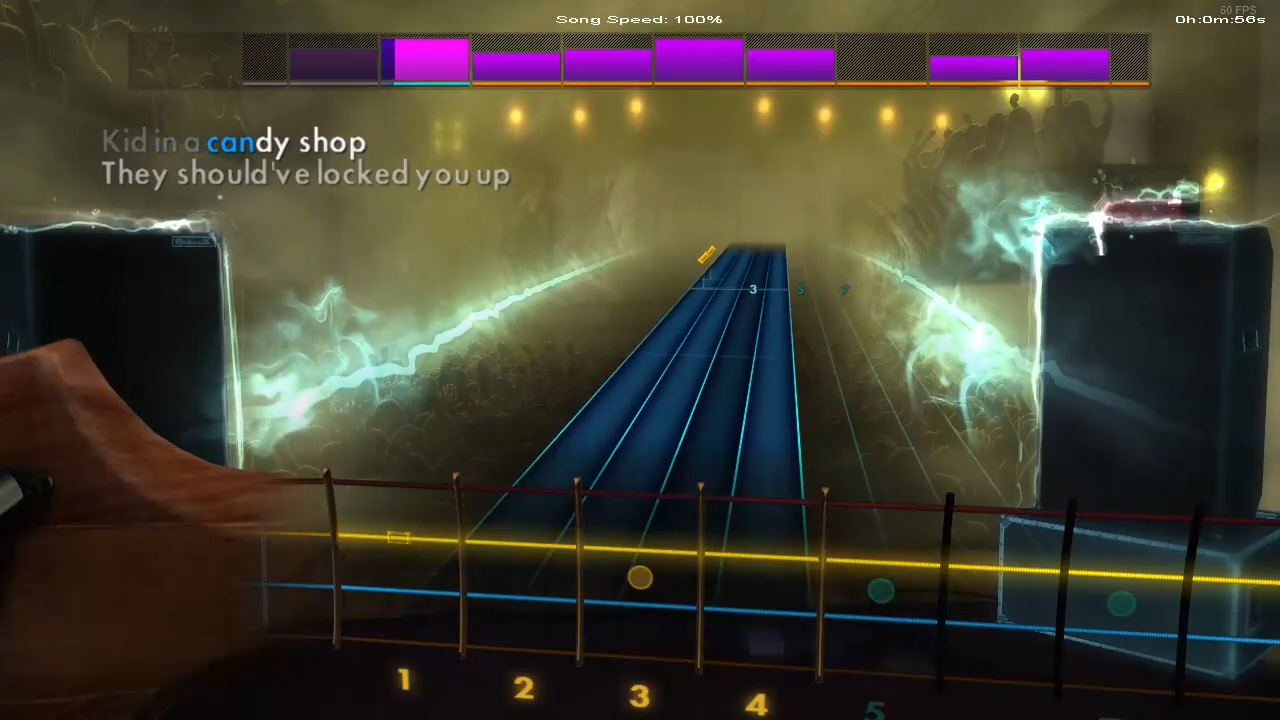 60 FPS
Song Speed: 100%
0h:0m:56s
Kid in a candy shop
They should've locked you up
3 5 7
1 2 3 4 5